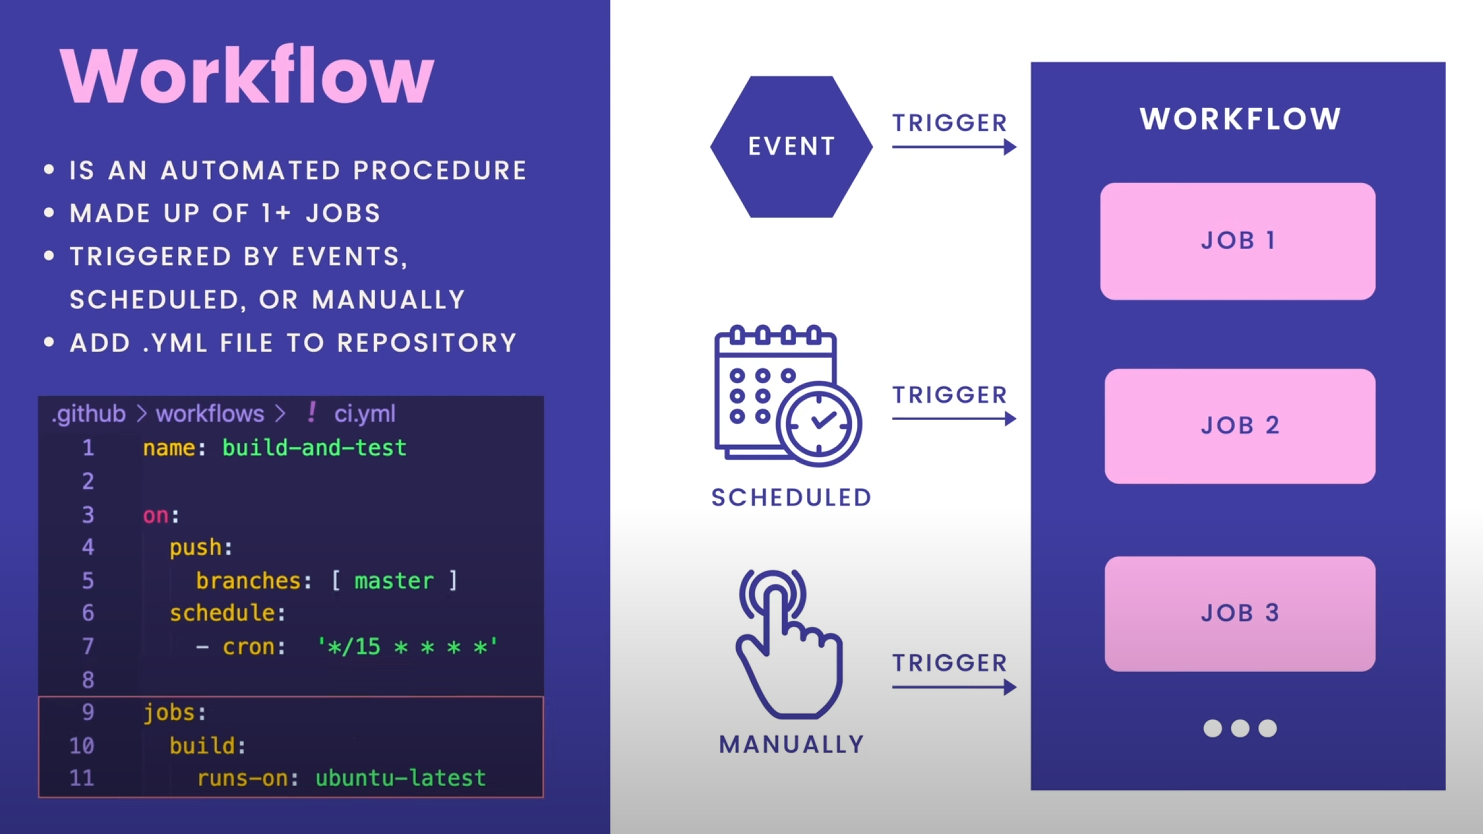 Workflow
• IS AN AUTOMATED PROCEDURE
• MADE UP OF 1+ JOBS
• TRIGGERED BY EVENTS,
SCHEDULED, OR MANUALLY
• ADD .YML FILE TO REPOSITORY
.github > workflows > ! ci.yml
1 name: build-and-test
2
3 on:
4 push:
5 branches: [ master ]
6 schedule:
7 - cron: '*/15 * * * *'
8
9 jobs:
10 build:
11 runs-on: ubuntu-latest
EVENT
TRIGGER
SCHEDULED
TRIGGER
MANUALLY
TRIGGER
WORKFLOW
JOB 1
JOB 2
JOB 3